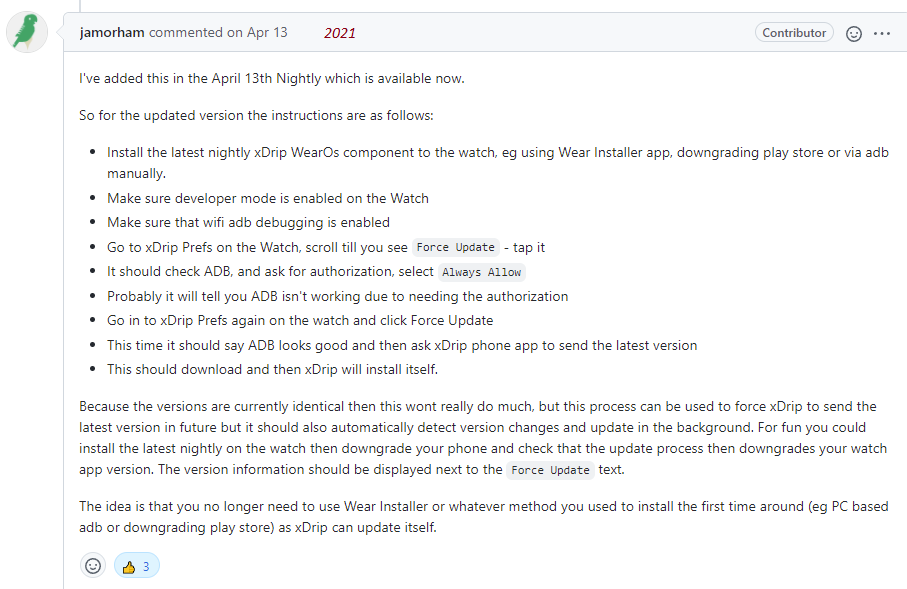 jamorham commented on Apr 13 2021 Contributor
I've added this in the April 13th Nightly which is available now.
So for the updated version the instructions are as follows:
Install the latest nightly xDrip WearOs component to the watch, eg using Wear Installer app, downgrading play store or via adb
manually.
Make sure developer mode is enabled on the Watch
Make sure that wifi adb debugging is enabled
Go to xDrip Prefs on the Watch, scroll till you see Force Update - tap it
It should check ADB, and ask for authorization, select Always Allow
Probably it will tell you ADB isn't working due to needing the authorization
Go in to xDrip Prefs again on the watch and click Force Update
This time it should say ADB looks good and then ask xDrip phone app to send the latest version
This should download and then xDrip will install itself.
Because the versions are currently identical then this wont really do much, but this process can be used to force xDrip to send the
latest version in future but it should also automatically detect version changes and update in the background. For fun you could
install the latest nightly on the watch then downgrade your phone and check that the update process then downgrades your watch
app version. The version information should be displayed next to the Force Update text.
The idea is that you no longer need to use Wear Installer or whatever method you used to install the first time around (eg PC based
adb or downgrading play store) as xDrip can update itself.
3